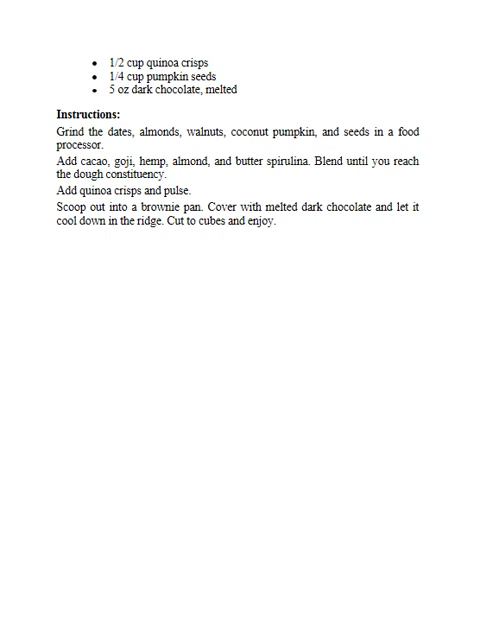 • 1/2 cup quinoa crisps
• 1/4 cup pumpkin seeds
• 5 oz dark chocolate, melted
Instructions:
Grind the dates, almonds, walnuts, coconut pumpkin, and seeds in a food
processor.
Add cacao, goji, hemp, almond, and butter spirulina. Blend until you reach
the dough constituency.
Add quinoa crisps and pulse.
Scoop out into a brownie pan. Cover with melted dark chocolate and let it
cool down in the ridge. Cut to cubes and enjoy.